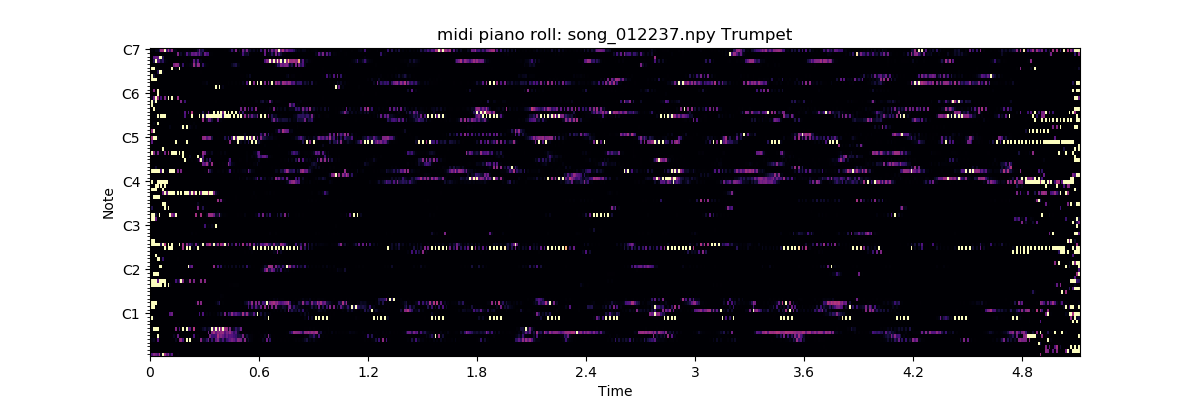 midi piano roll: song_012237.npy Trumpet
C7
C6
C5
C4
C3
C2
C1
Note
0 0.6 1.2 1.8 2.4 3 3.6 4.2 4.8
Time